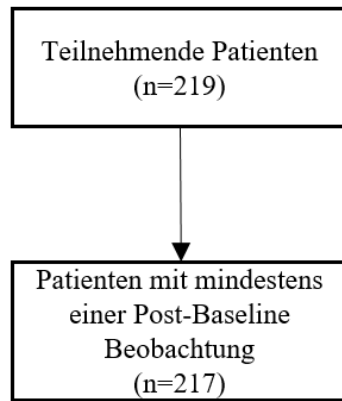 Teilnehmende Patienten
(n=219)
Patienten mit mindestens
einer Post-Baseline
Beobachtung
(n=217)